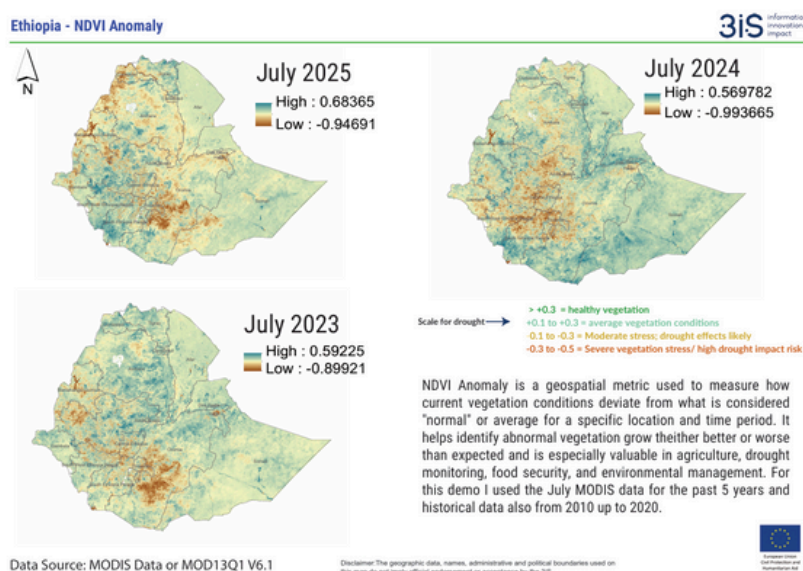 Ethiopia - NDVI Anomaly
3iS information
innovation
impact
N
July 2025
High : 0.68365
Low : -0.94691
July 2024
High : 0.569782
Low : -0.993665
July 2023
High : 0.59225
Low : -0.89921
Scale for drought
> +0.3 = healthy vegetation
+0.1 to +0.3 = average vegetation conditions
-0.1 to -0.3 = Moderate stress; drought effects likely
-0.3 to -0.5 = Severe vegetation stress/ high drought impact risk
NDVI Anomaly is a geospatial metric used to measure how
current vegetation conditions deviate from what is considered
"normal" or average for a specific location and time period. It
helps identify abnormal vegetation grow theither better or worse
than expected and is especially valuable in agriculture, drought
monitoring, food security, and environmental management. For
this demo I used the July MODIS data for the past 5 years and
historical data also from 2010 up to 2020.
Data Source: MODIS Data or MOD13Q1 V6.1
Disclaimer:The geographic data, names, administrative and political boundaries used on
European Union
Civil Protection and
Humanitarian Aid